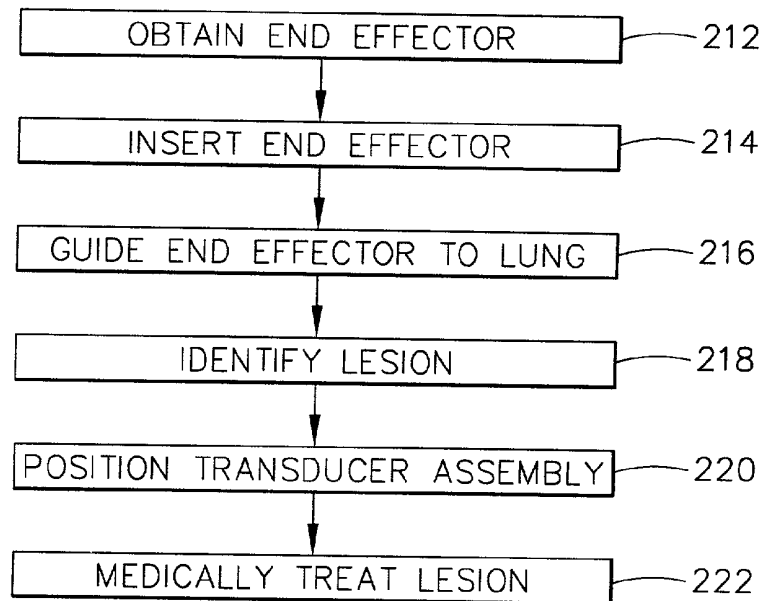 OBTAIN END EFFECTOR 212
INSERT END EFFECTOR 214
GUIDE END EFFECTOR TO LUNG 216
IDENTIFY LESION 218
POSITION TRANSDUCER ASSEMBLY 220
MEDICALLY TREAT LESION 222